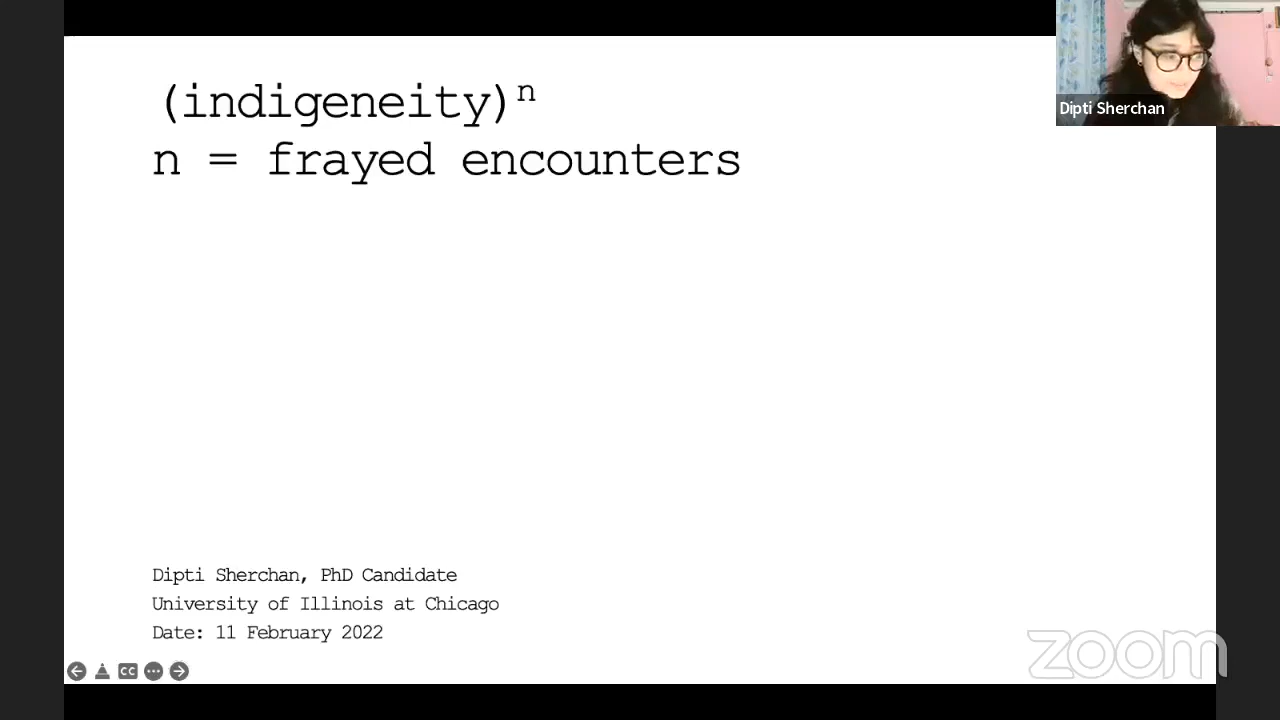 (indigeneity)ⁿ
n = frayed encounters
Dipti Sherchan
Dipti Sherchan, PhD Candidate
University of Illinois at Chicago
Date: 11 February 2022
CC
zoom